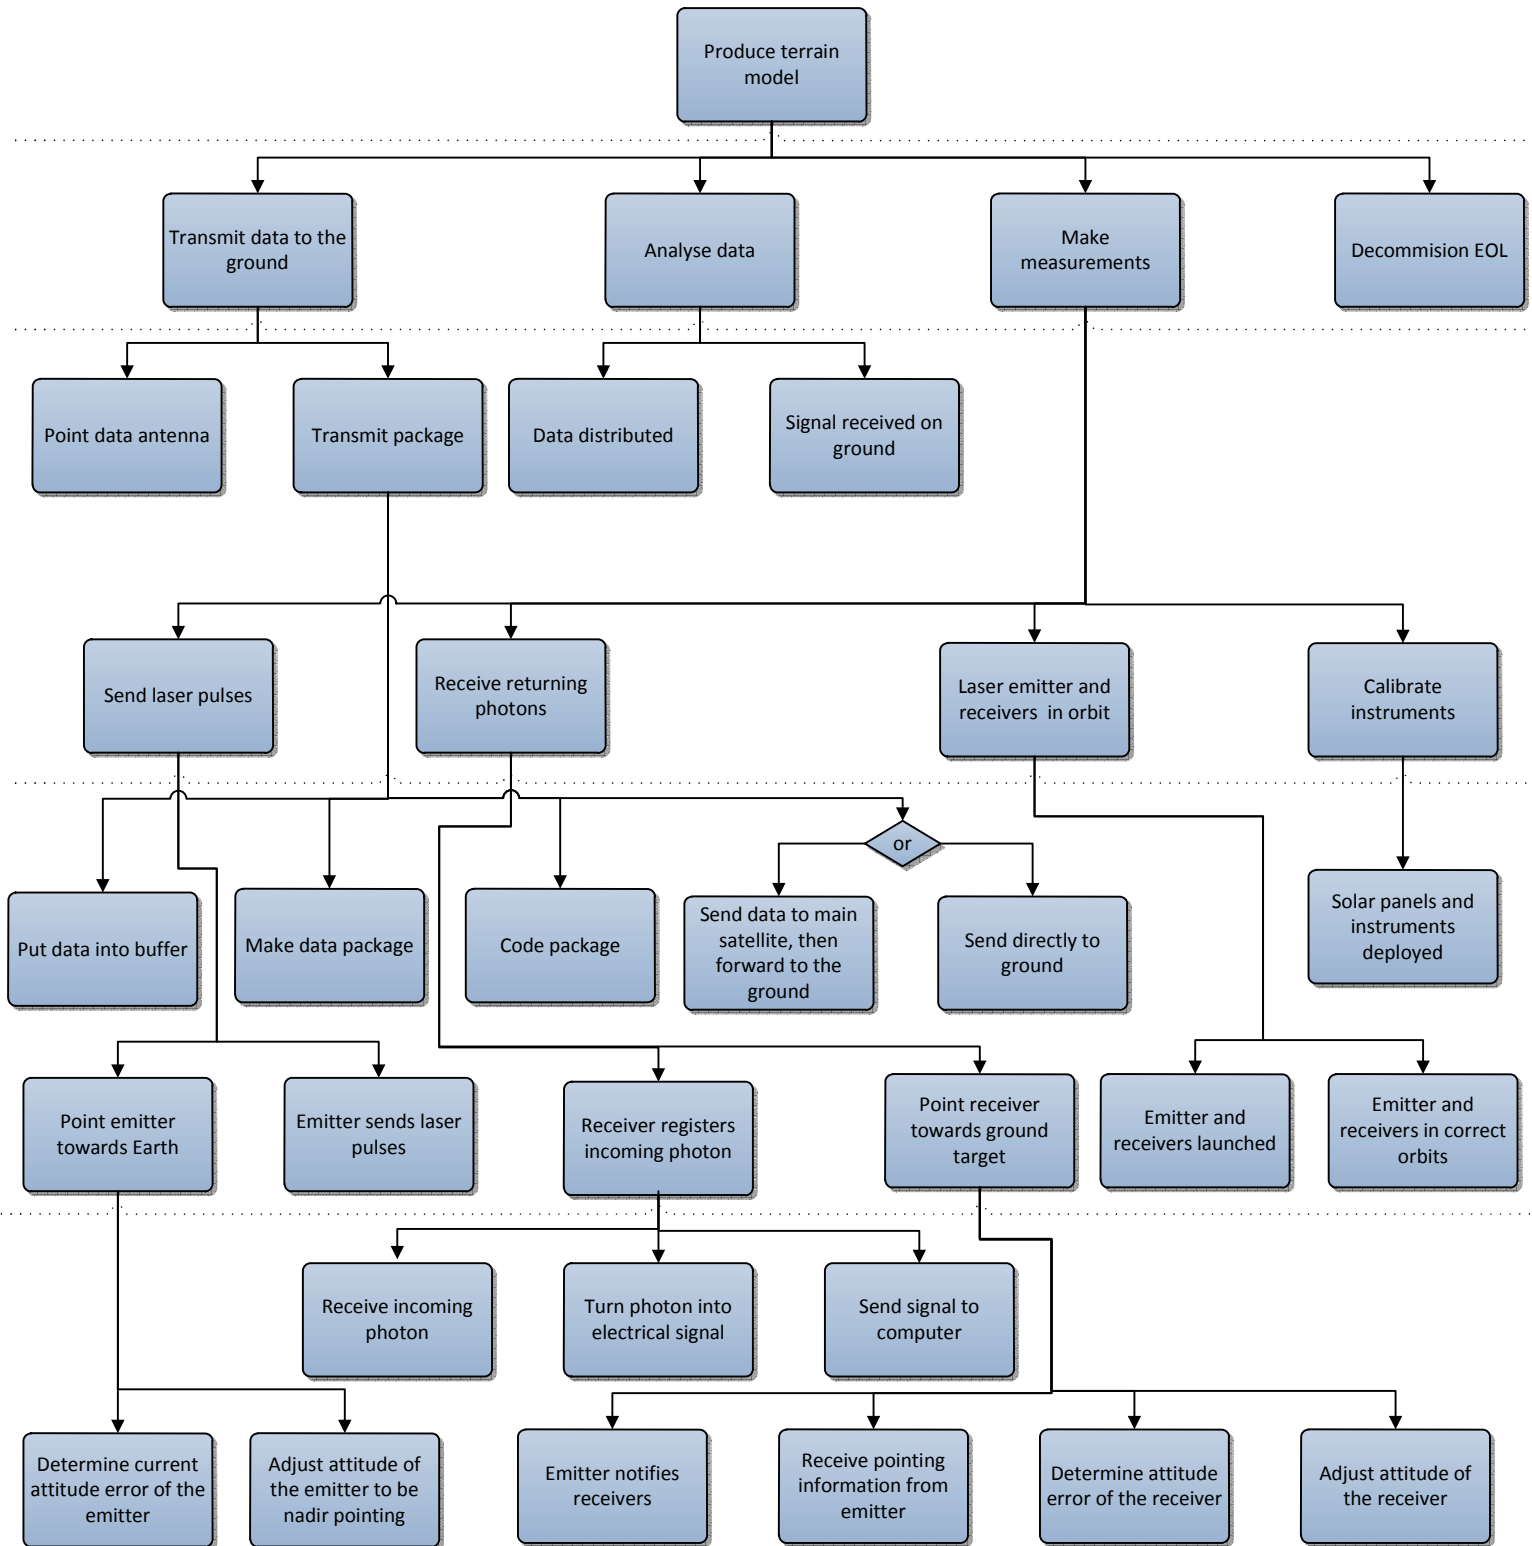 Produce terrain
model
Transmit data to the
ground
Analyse data
Make
measurements
Decommision EOL
Point data antenna
Transmit package
Data distributed
Signal received on
ground
Send laser pulses
Receive returning
photons
Laser emitter and
receivers in orbit
Calibrate
instruments
or
Put data into buffer
Make data package
Code package
Send data to main
satellite, then
forward to the
ground
Send directly to
ground
Solar panels and
instruments
deployed
Point emitter
towards Earth
Emitter sends laser
pulses
Receiver registers
incoming photon
Point receiver
towards ground
target
Emitter and
receivers launched
Emitter and
receivers in correct
orbits
Receive incoming
photon
Turn photon into
electrical signal
Send signal to
computer
Determine current
attitude error of the
emitter
Adjust attitude of
the emitter to be
nadir pointing
Emitter notifies
receivers
Receive pointing
information from
emitter
Determine attitude
error of the receiver
Adjust attitude of
the receiver